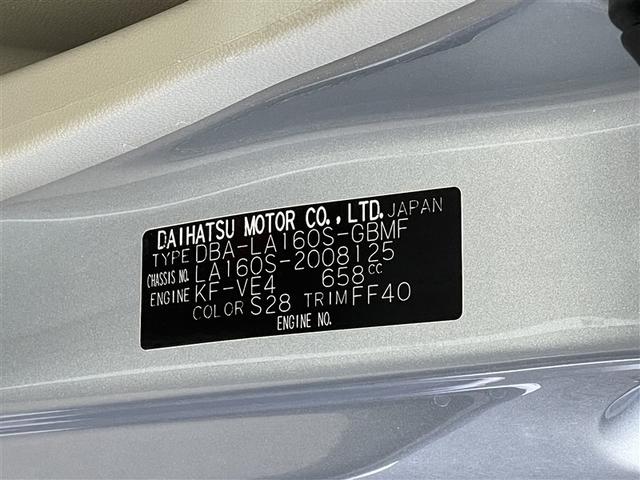 DAIHATSU MOTOR CO.,LTD. JAPAN
TYPE DBA-LA160S-GBMF
CHASSIS NO. LA160S-2008125
ENGINE KF-VE4 658cc
COLOR S28 TRIM FF40
ENGINE NO.